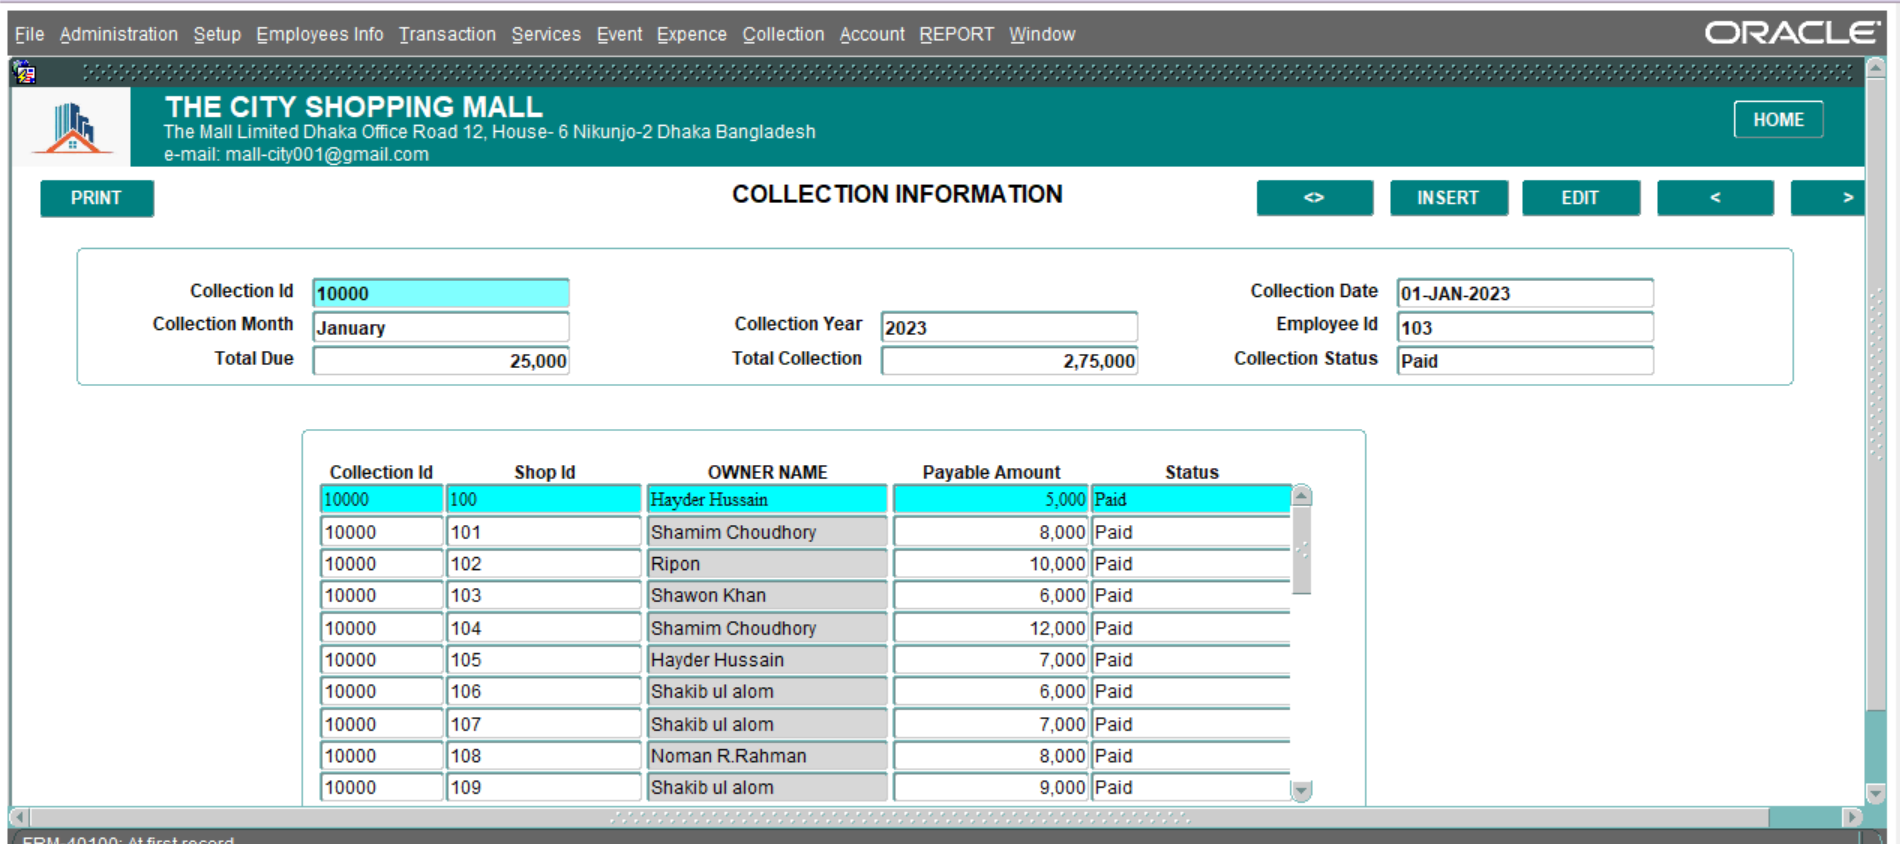 File Administration Setup Employees Info Transaction Services Event Expence Collection Account REPORT Window ORACLE
THE CITY SHOPPING MALL
The Mall Limited Dhaka Office Road 12, House- 6 Nikunjo-2 Dhaka Bangladesh
e-mail: mall-city001@gmail.com
HOME
PRINT COLLECTION INFORMATION <> INSERT EDIT < >
Collection Id 10000 Collection Date 01-JAN-2023
Collection Month January Collection Year 2023 Employee Id 103
Total Due 25,000 Total Collection 2,75,000 Collection Status Paid
Collection Id Shop Id OWNER NAME Payable Amount Status
10000 100 Hayder Hussain 5,000 Paid
10000 101 Shamim Choudhory 8,000 Paid
10000 102 Ripon 10,000 Paid
10000 103 Shawon Khan 6,000 Paid
10000 104 Shamim Choudhory 12,000 Paid
10000 105 Hayder Hussain 7,000 Paid
10000 106 Shakib ul alom 6,000 Paid
10000 107 Shakib ul alom 7,000 Paid
10000 108 Noman R.Rahman 8,000 Paid
10000 109 Shakib ul alom 9,000 Paid
FRM-40100: At first record